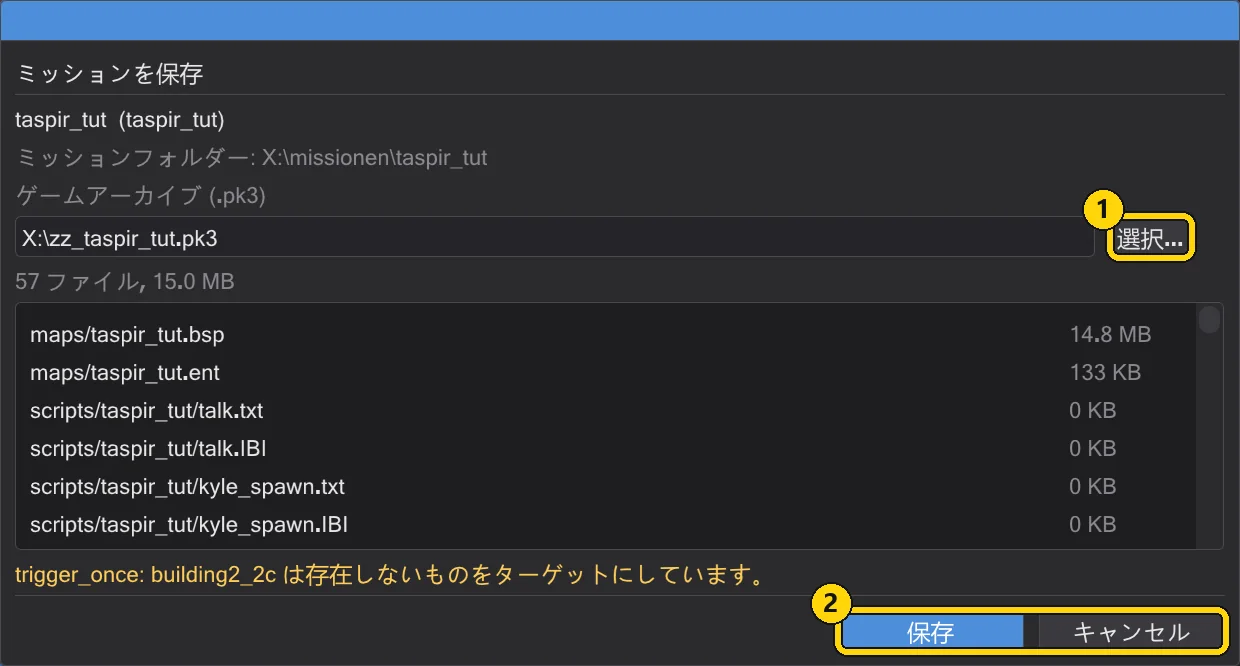 ミッションを保存
taspir_tut (taspir_tut)
ミッションフォルダー: X:\missionen\taspir_tut
ゲームアーカイブ (.pk3)
1
X:\zz_taspir_tut.pk3 選択...
57 ファイル, 15.0 MB
maps/taspir_tut.bsp 14.8 MB
maps/taspir_tut.ent 133 KB
scripts/taspir_tut/talk.txt 0 KB
scripts/taspir_tut/talk.IBI 0 KB
scripts/taspir_tut/kyle_spawn.txt 0 KB
scripts/taspir_tut/kyle_spawn.IBI 0 KB
trigger_once: building2_2c は存在しないものをターゲットにしています。
2
保存 キャンセル